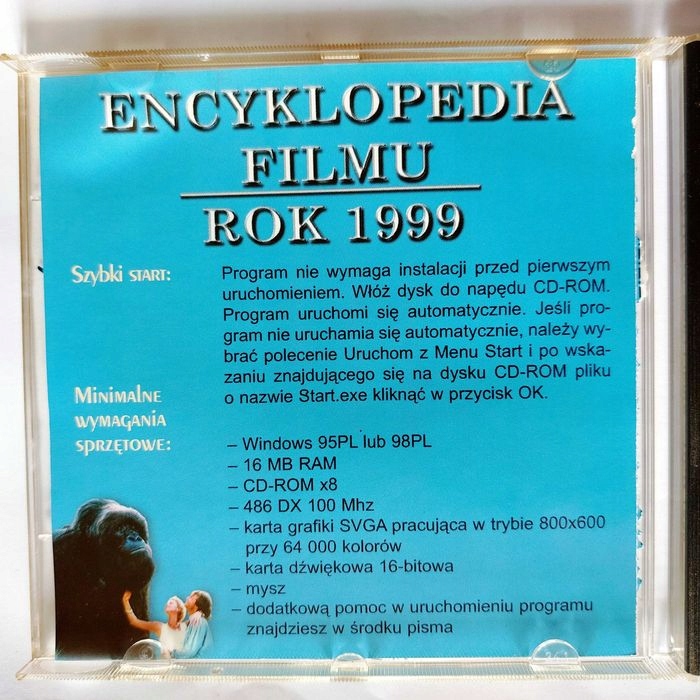 ENCYKLOPEDIA
FILMU
ROK 1999
Szybki start:
Program nie wymaga instalacji przed pierwszym
uruchomieniem. Włóż dysk do napędu CD-ROM.
Program uruchomi się automatycznie. Jeśli pro-
gram nie uruchamia się automatycznie, należy wy-
brać polecenie Uruchom z Menu Start i po wska-
zaniu znajdującego się na dysku CD-ROM pliku
o nazwie Start.exe kliknąć w przycisk OK.
Minimalne
wymagania
sprzętowe:
– Windows 95PL lub 98PL
– 16 MB RAM
– CD-ROM x8
– 486 DX 100 Mhz
– karta grafiki SVGA pracująca w trybie 800x600
przy 64 000 kolorów
– karta dźwiękowa 16-bitowa
– mysz
– dodatkową pomoc w uruchomieniu programu
znajdziesz w środku pisma